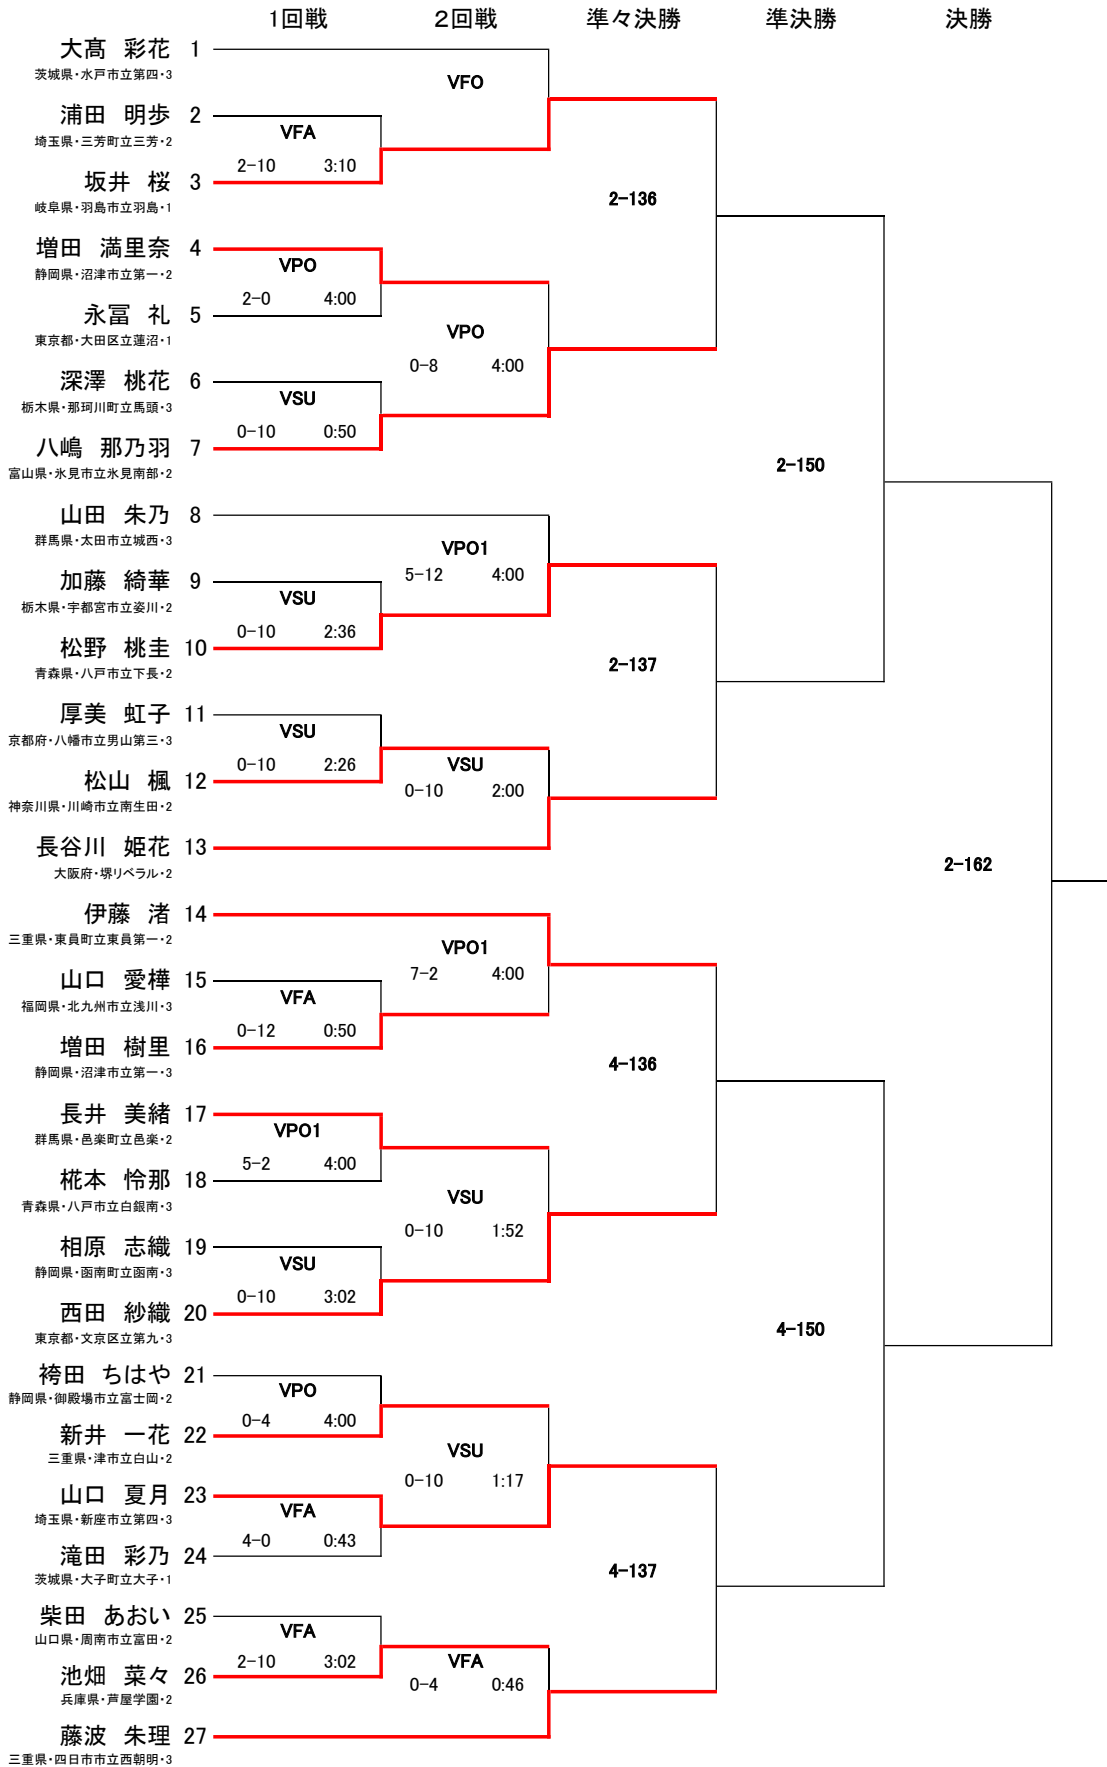 1回戦 2回戦 準々決勝 準決勝 決勝
大髙 彩花 1
茨城県・水戸市立第四・3
VFO
浦田 明歩 2
埼玉県・三芳町立三芳・2
VFA
2-10 3:10
坂井 桜 3
岐阜県・羽島市立羽島・1
2-136
増田 満里奈 4
静岡県・沼津市立第一・2
VPO
2-0 4:00
永冨 礼 5
東京都・大田区立蓮沼・1
VPO
0-8 4:00
深澤 桃花 6
栃木県・那珂川町立馬頭・3
VSU
0-10 0:50
八嶋 那乃羽 7
富山県・氷見市立氷見南部・2
2-150
山田 朱乃 8
群馬県・太田市立城西・3
VPO1
5-12 4:00
加藤 綺華 9
栃木県・宇都宮市立姿川・2
VSU
0-10 2:36
松野 桃圭 10
青森県・八戸市立下長・2
2-137
厚美 虹子 11
京都府・八幡市立男山第三・3
VSU
0-10 2:26
松山 楓 12
神奈川県・川崎市立南生田・2
VSU
0-10 2:00
長谷川 姫花 13
大阪府・堺リベラル・2
2-162
伊藤 渚 14
三重県・東員町立東員第一・2
VPO1
7-2 4:00
山口 愛樺 15
福岡県・北九州市立浅川・3
VFA
0-12 0:50
増田 樹里 16
静岡県・沼津市立第一・3
4-136
長井 美緒 17
群馬県・邑楽町立邑楽・2
VPO1
5-2 4:00
椛本 怜那 18
青森県・八戸市立白銀南・3
VSU
0-10 1:52
相原 志織 19
静岡県・函南町立函南・3
VSU
0-10 3:02
西田 紗織 20
東京都・文京区立第九・3
4-150
袴田 ちはや 21
静岡県・御殿場市立富士岡・2
VPO
0-4 4:00
新井 一花 22
三重県・津市立白山・2
VSU
0-10 1:17
山口 夏月 23
埼玉県・新座市立第四・3
VFA
4-0 0:43
滝田 彩乃 24
茨城県・大子町立大子・1
4-137
柴田 あおい 25
山口県・周南市立富田・2
VFA
2-10 3:02
池畑 菜々 26
兵庫県・芦屋学園・2
VFA
0-4 0:46
藤波 朱理 27
三重県・四日市市立西朝明・3